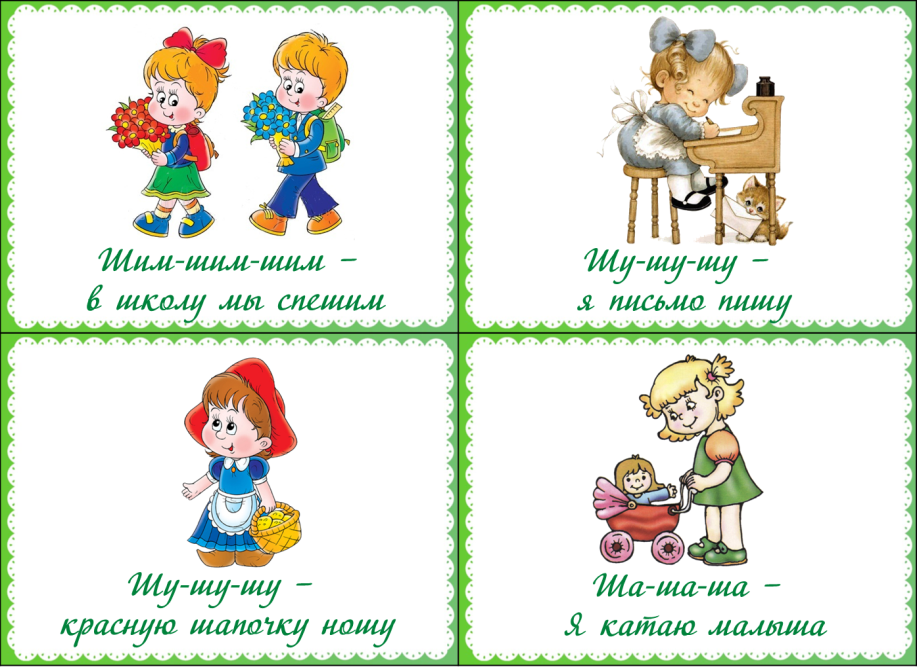 Шим-шим-шим –
в школу мы спешим
Шу-шу-шу –
я письмо пишу
Шу-шу-шу –
красную шапочку ношу
Ша-ша-ша –
Я катаю малыша